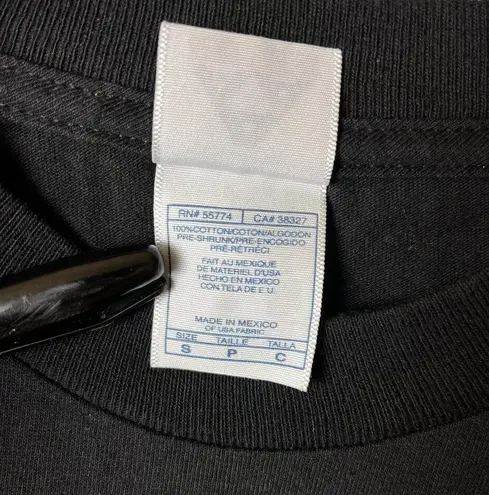 RN# 55774 CA# 38327
100%COTTON/COTON/ALGODON
PRE-SHRUNK/PRE-ENCOGIDO
PRÉ-RÉTRÉCI
FAIT AU MEXIQUE
DE MATERIEL D'USA
HECHO EN MEXICO
CON TELA DE E.U.
MADE IN MEXICO
OF USA FABRIC
SIZE TAILLE TALLA
S P C